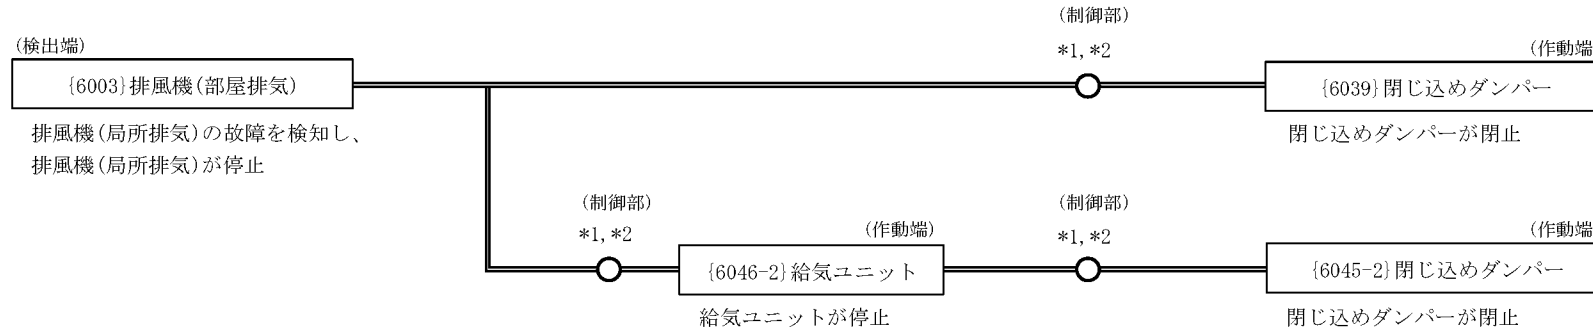 (制御部)
(検出端)
*1, *2
(作動端
{6003}排風機(部屋排気)
{6039}閉じ込めダンパー
排風機(局所排気)の故障を検知し、
排風機(局所排気)が停止
閉じ込めダンパーが閉止
(制御部)
(制御部)
*1, *2
(作動端)
*1, *2
(作動端
{6046-2}給気ユニット
{6045-2}閉じ込めダンパー
給気ユニットが停止
閉じ込めダンパーが閉止